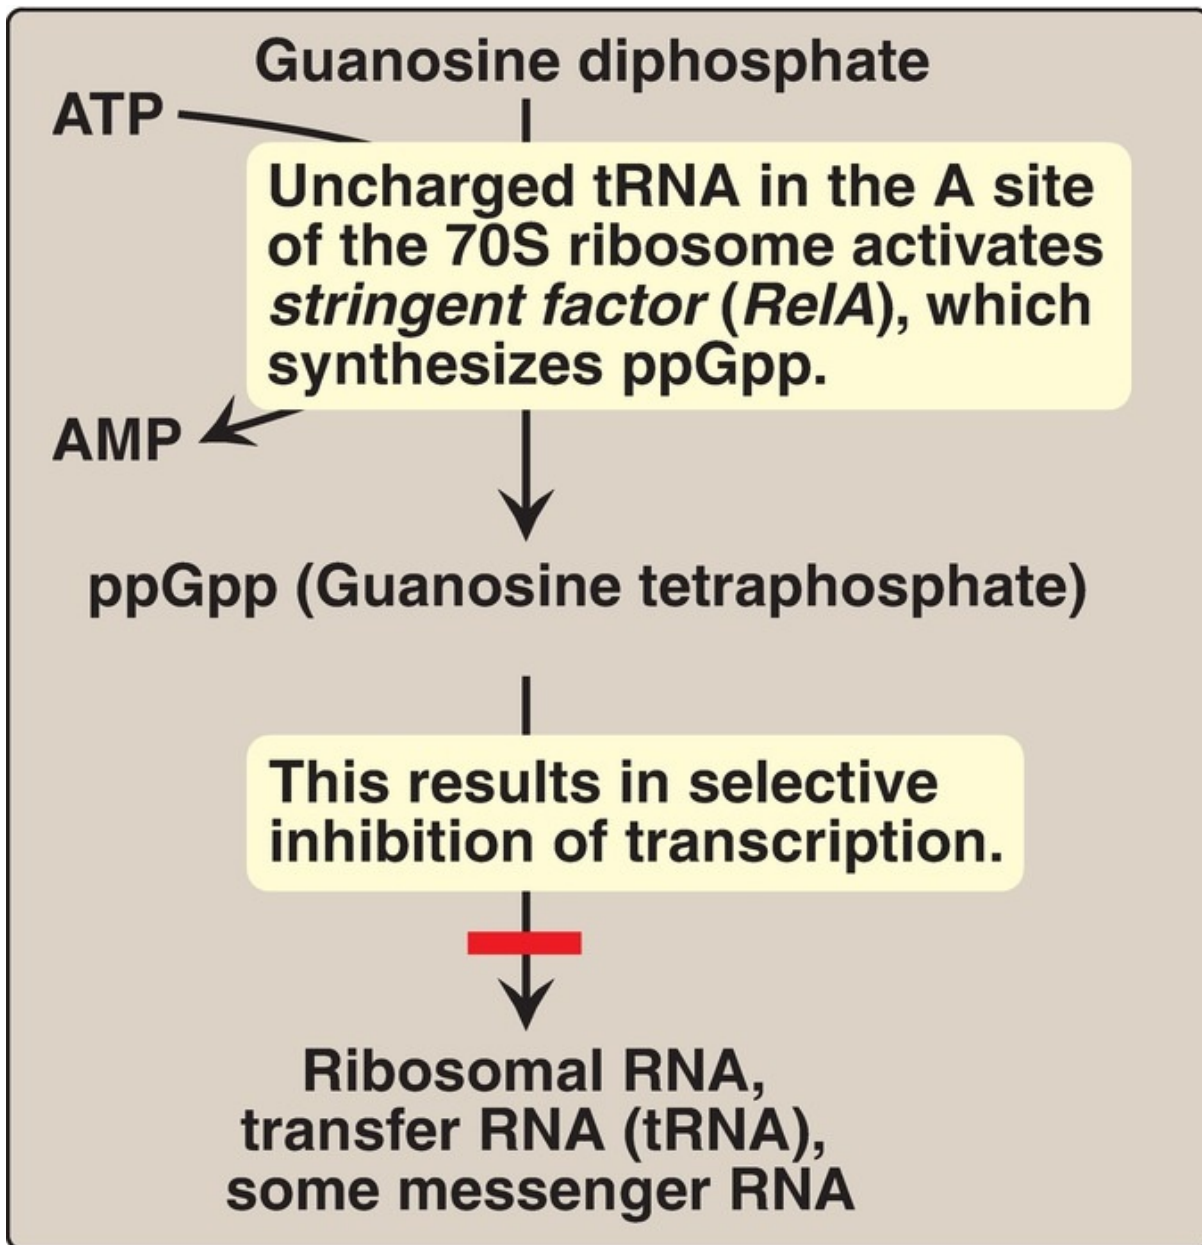 Guanosine diphosphate
ATP
Uncharged tRNA in the A site
of the 70S ribosome activates
stringent factor (RelA), which
synthesizes ppGpp.
AMP
ppGpp (Guanosine tetraphosphate)
This results in selective
inhibition of transcription.
Ribosomal RNA,
transfer RNA (tRNA),
some messenger RNA